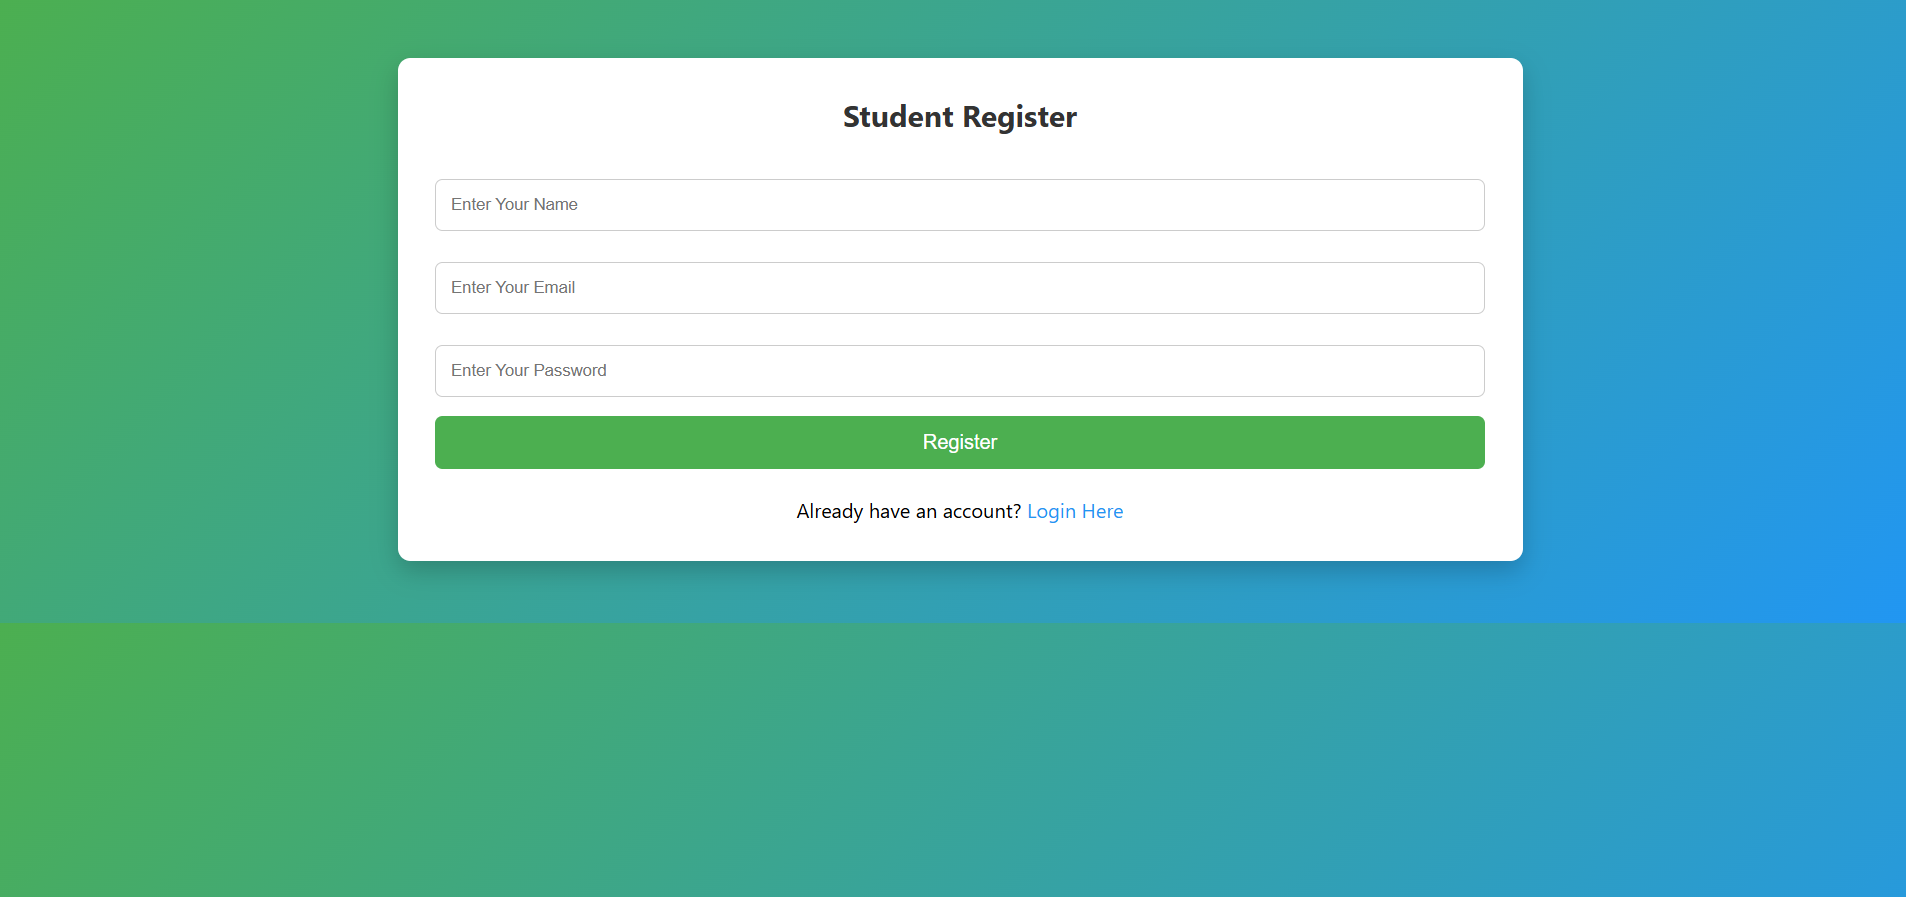 Student Register
Enter Your Name
Enter Your Email
Enter Your Password
Register
Already have an account? Login Here